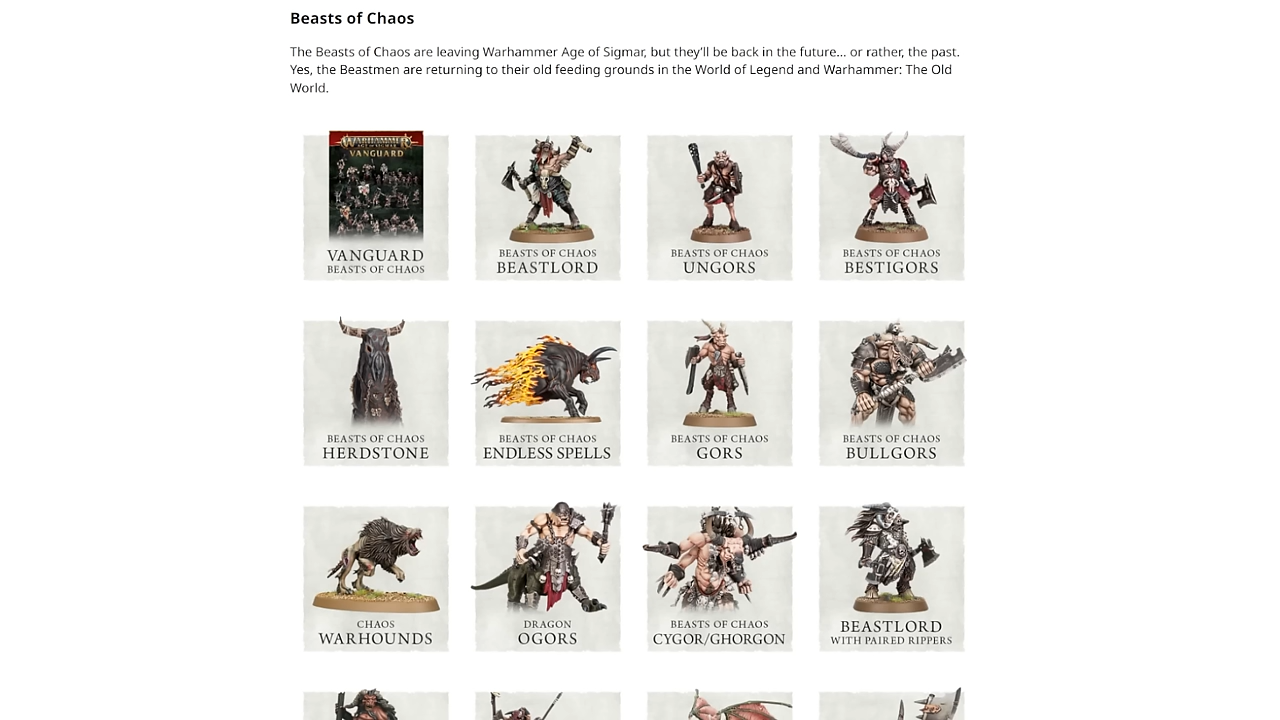 Beasts of Chaos
The Beasts of Chaos are leaving Warhammer Age of Sigmar, but they’ll be back in the future... or rather, the past.
Yes, the Beastmen are returning to their old feeding grounds in the World of Legend and Warhammer: The Old
World.
WARHAMMER
AGE OF SIGMAR
VANGUARD
VANGUARD
BEASTS OF CHAOS
BEASTS OF CHAOS
BEASTLORD
BEASTS OF CHAOS
UNGORS
BEASTS OF CHAOS
BESTIGORS
BEASTS OF CHAOS
HERDSTONE
BEASTS OF CHAOS
ENDLESS SPELLS
BEASTS OF CHAOS
GORS
BEASTS OF CHAOS
BULLGORS
CHAOS
WARHOUNDS
DRAGON
OGORS
BEASTS OF CHAOS
CYGOR/GHORGON
BEASTLORD
WITH PAIRED RIPPERS